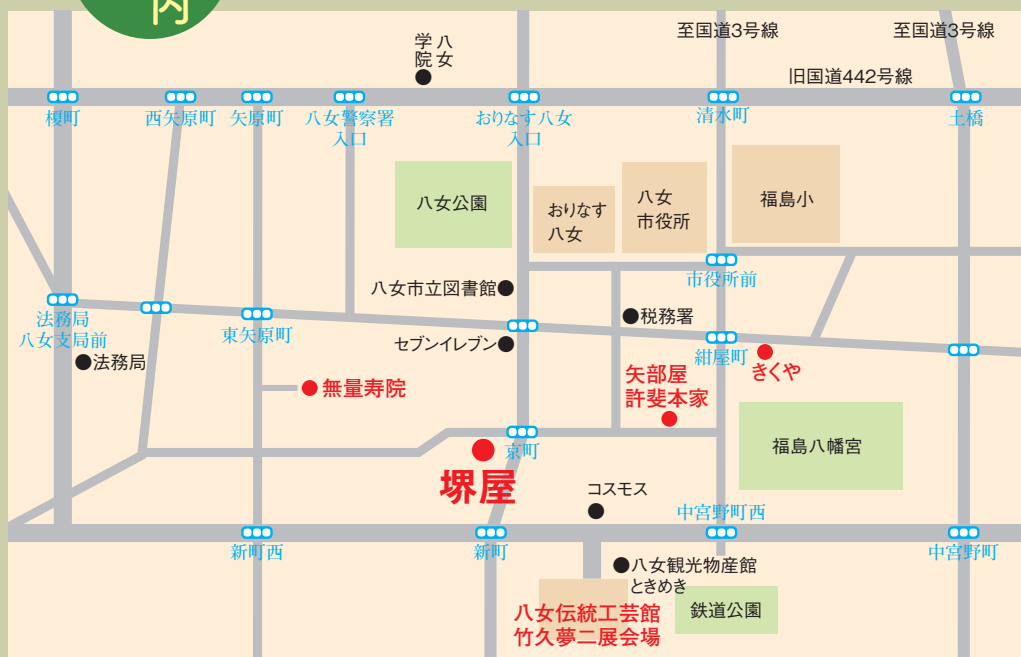 内
至国道3号線
至国道3号線
八女
学院
旧国道442号線
榎町
西矢原町
矢原町
八女警察署
入口
おりなす八女
入口
清水町
土橋
八女公園
おりなす
八女
八女
市役所
福島小
市役所前
八女市立図書館
法務局
八女支局前
東矢原町
税務署
セブンイレブン
紺屋町
法務局
きくや
無量寿院
矢部屋
許斐本家
京町
堺屋
福島八幡宮
コスモス
中宮野町西
新町西
新町
中宮野町
八女観光物産館
ときめき
八女伝統工芸館
竹久夢二展会場
鉄道公園